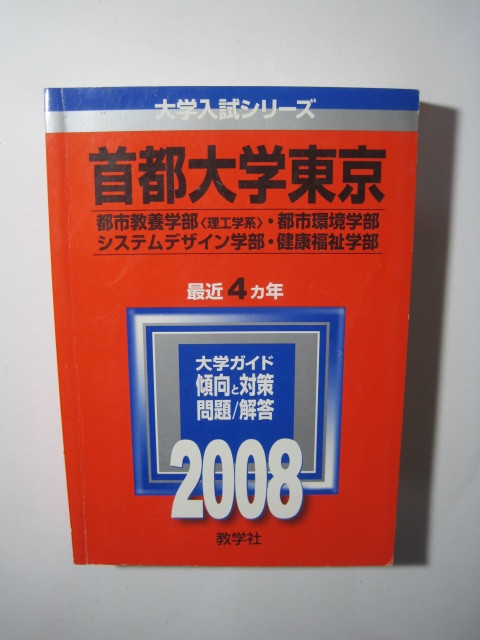 大学入試シリーズ
首都大学東京
都市教養学部〈理工学系〉・都市環境学部
システムデザイン学部・健康福祉学部
最近4ヵ年
大学ガイド
傾向と対策
問題/解答
2008
教学社